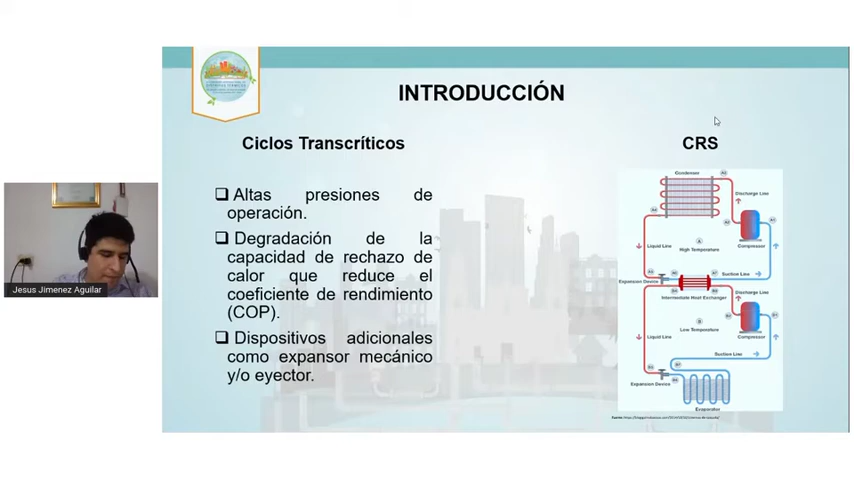 INTRODUCCIÓN
Ciclos Transcríticos
❑ Altas presiones de
operación.
❑ Degradación de la
capacidad de rechazo de
calor que reduce el
coeficiente de rendimiento
(COP).
❑ Dispositivos adicionales
como expansor mecánico
y/o eyector.
CRS
Condenser
Discharge Line
Compressor
Liquid Line
High Temperature
Suction Line
Expansion Device
Intermediate Heat Exchanger
Discharge Line
Low Temperature
Compressor
Liquid Line
Suction Line
Expansion Device
Evaporator
Jesus Jimenez Aguilar